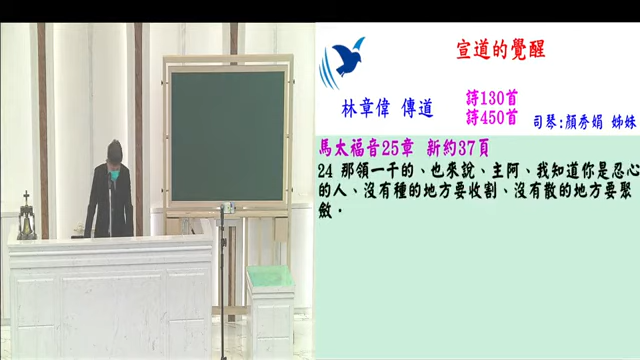 宣道的覺醒
林章偉 傳道
詩130首
詩450首
司琴:顏秀娟 姊妹
馬太福音25章 新約37頁
24 那領一千的、也來說、主阿、我知道你是忍心
的人、沒有種的地方要收割、沒有散的地方要聚
斂．